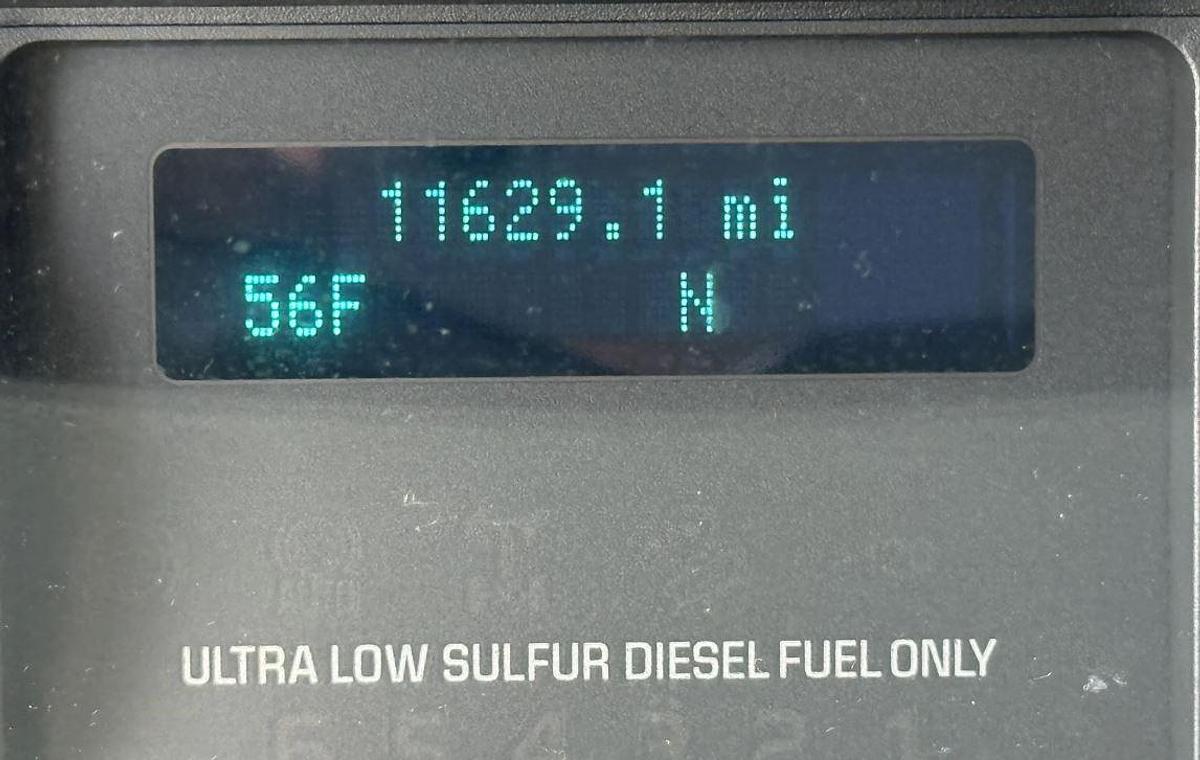 11629.1 mi
56F N
ULTRA LOW SULFUR DIESEL FUEL ONLY